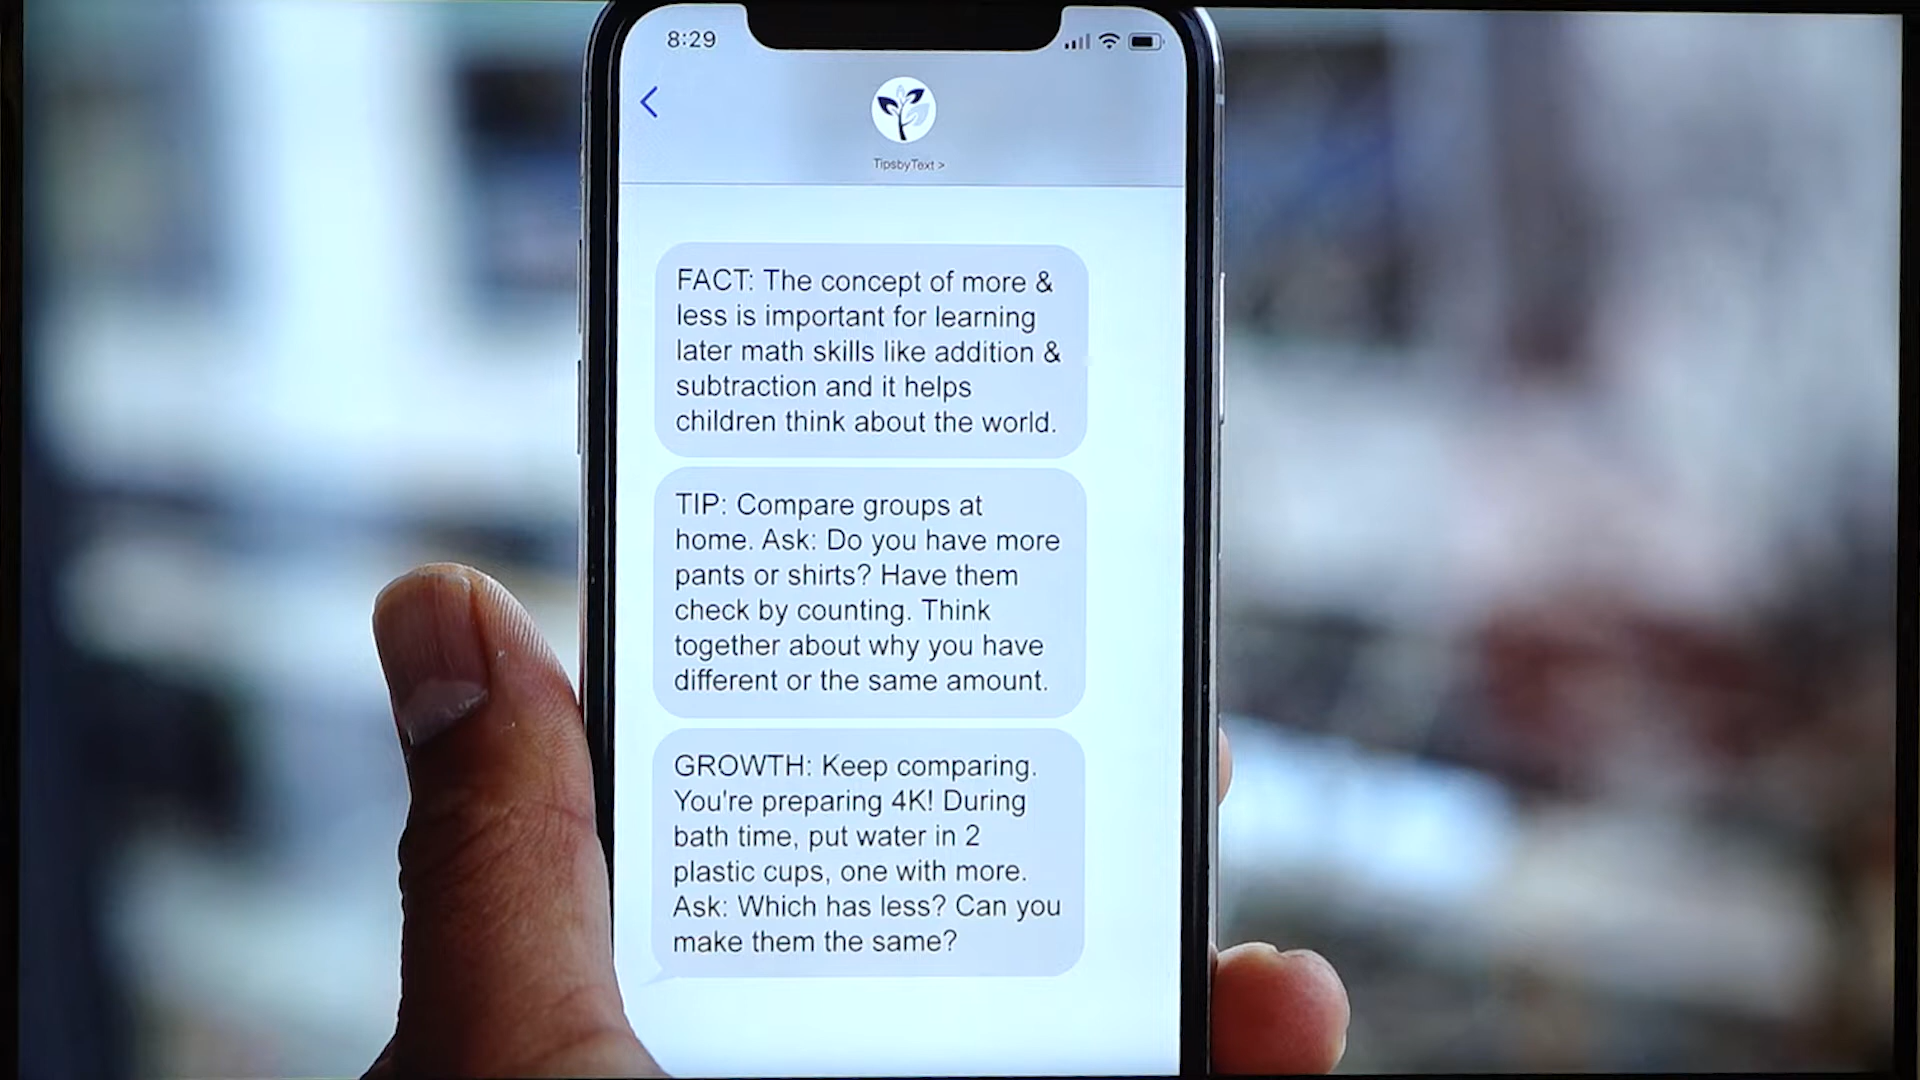 8:29
TipsbyText >
FACT: The concept of more &
less is important for learning
later math skills like addition &
subtraction and it helps
children think about the world.
TIP: Compare groups at
home. Ask: Do you have more
pants or shirts? Have them
check by counting. Think
together about why you have
different or the same amount.
GROWTH: Keep comparing.
You're preparing 4K! During
bath time, put water in 2
plastic cups, one with more.
Ask: Which has less? Can you
make them the same?